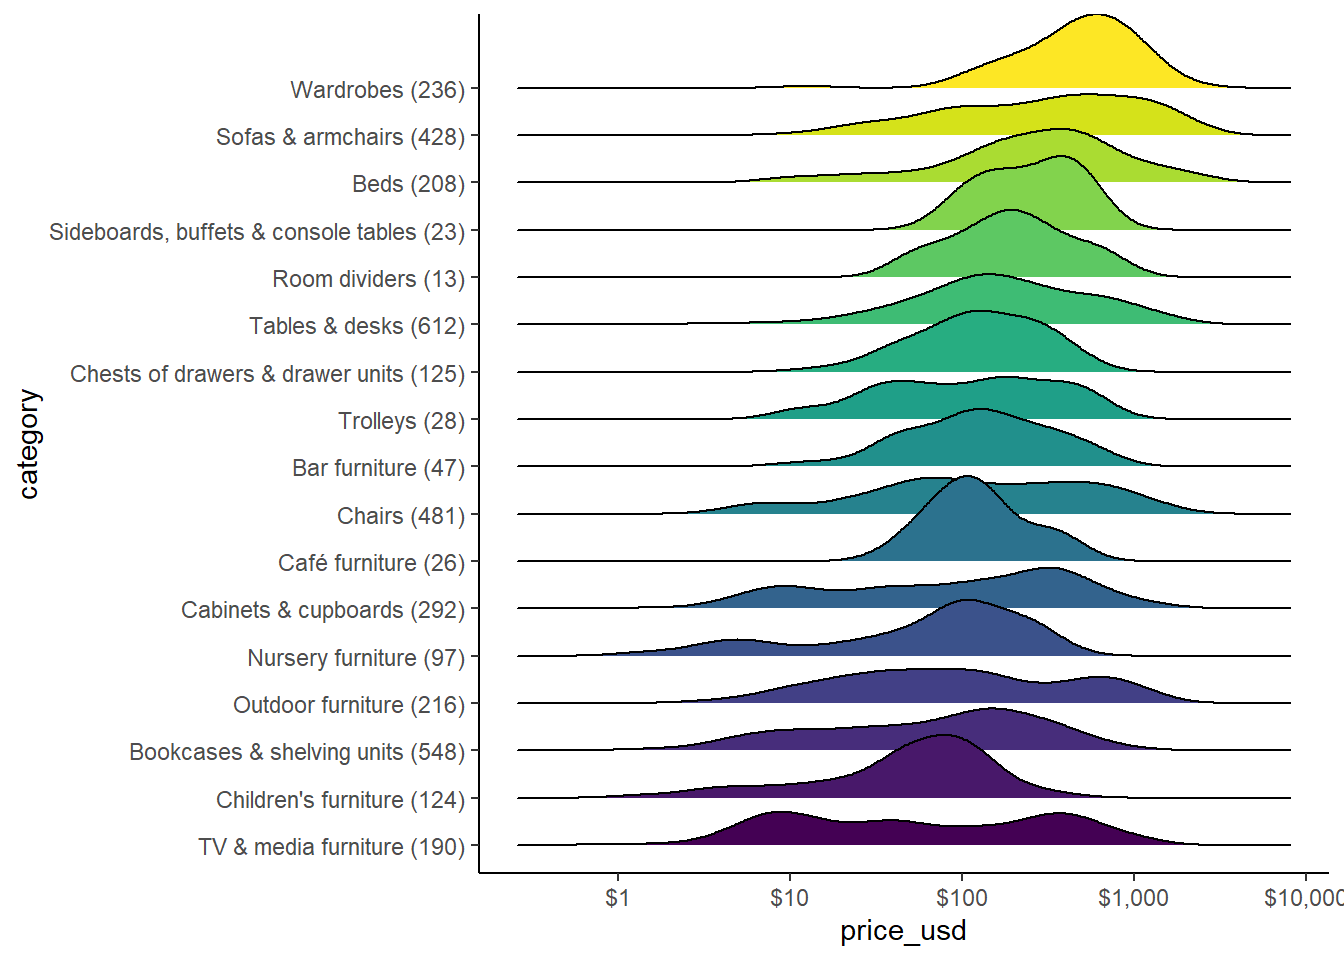 Wardrobes (236)
Sofas & armchairs (428)
Beds (208)
Sideboards, buffets & console tables (23)
Room dividers (13)
Tables & desks (612)
Chests of drawers & drawer units (125)
Trolleys (28)
Bar furniture (47)
Chairs (481)
Café furniture (26)
Cabinets & cupboards (292)
Nursery furniture (97)
Outdoor furniture (216)
Bookcases & shelving units (548)
Children's furniture (124)
TV & media furniture (190)
category
$1 $10 $100 $1,000 $10,000
price_usd